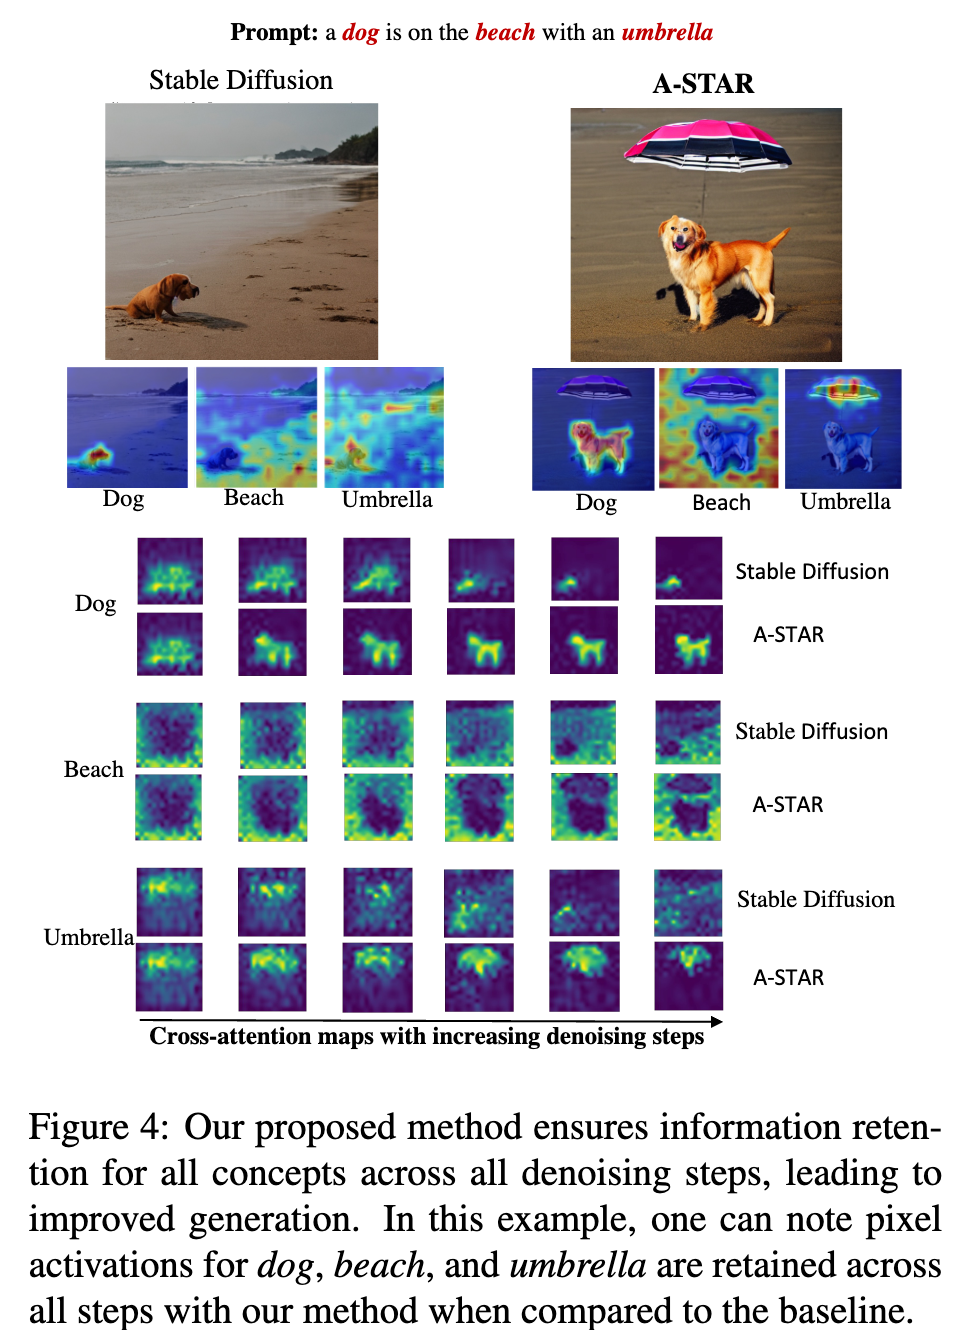 Prompt: a dog is on the beach with an umbrella
Stable Diffusion
A-STAR
Dog
Beach
Umbrella
Dog
Beach
Umbrella
Dog
Stable Diffusion
A-STAR
Beach
Stable Diffusion
A-STAR
Umbrella
Stable Diffusion
A-STAR
Cross-attention maps with increasing denoising steps
Figure 4: Our proposed method ensures information reten-
tion for all concepts across all denoising steps, leading to
improved generation. In this example, one can note pixel
activations for dog, beach, and umbrella are retained across
all steps with our method when compared to the baseline.